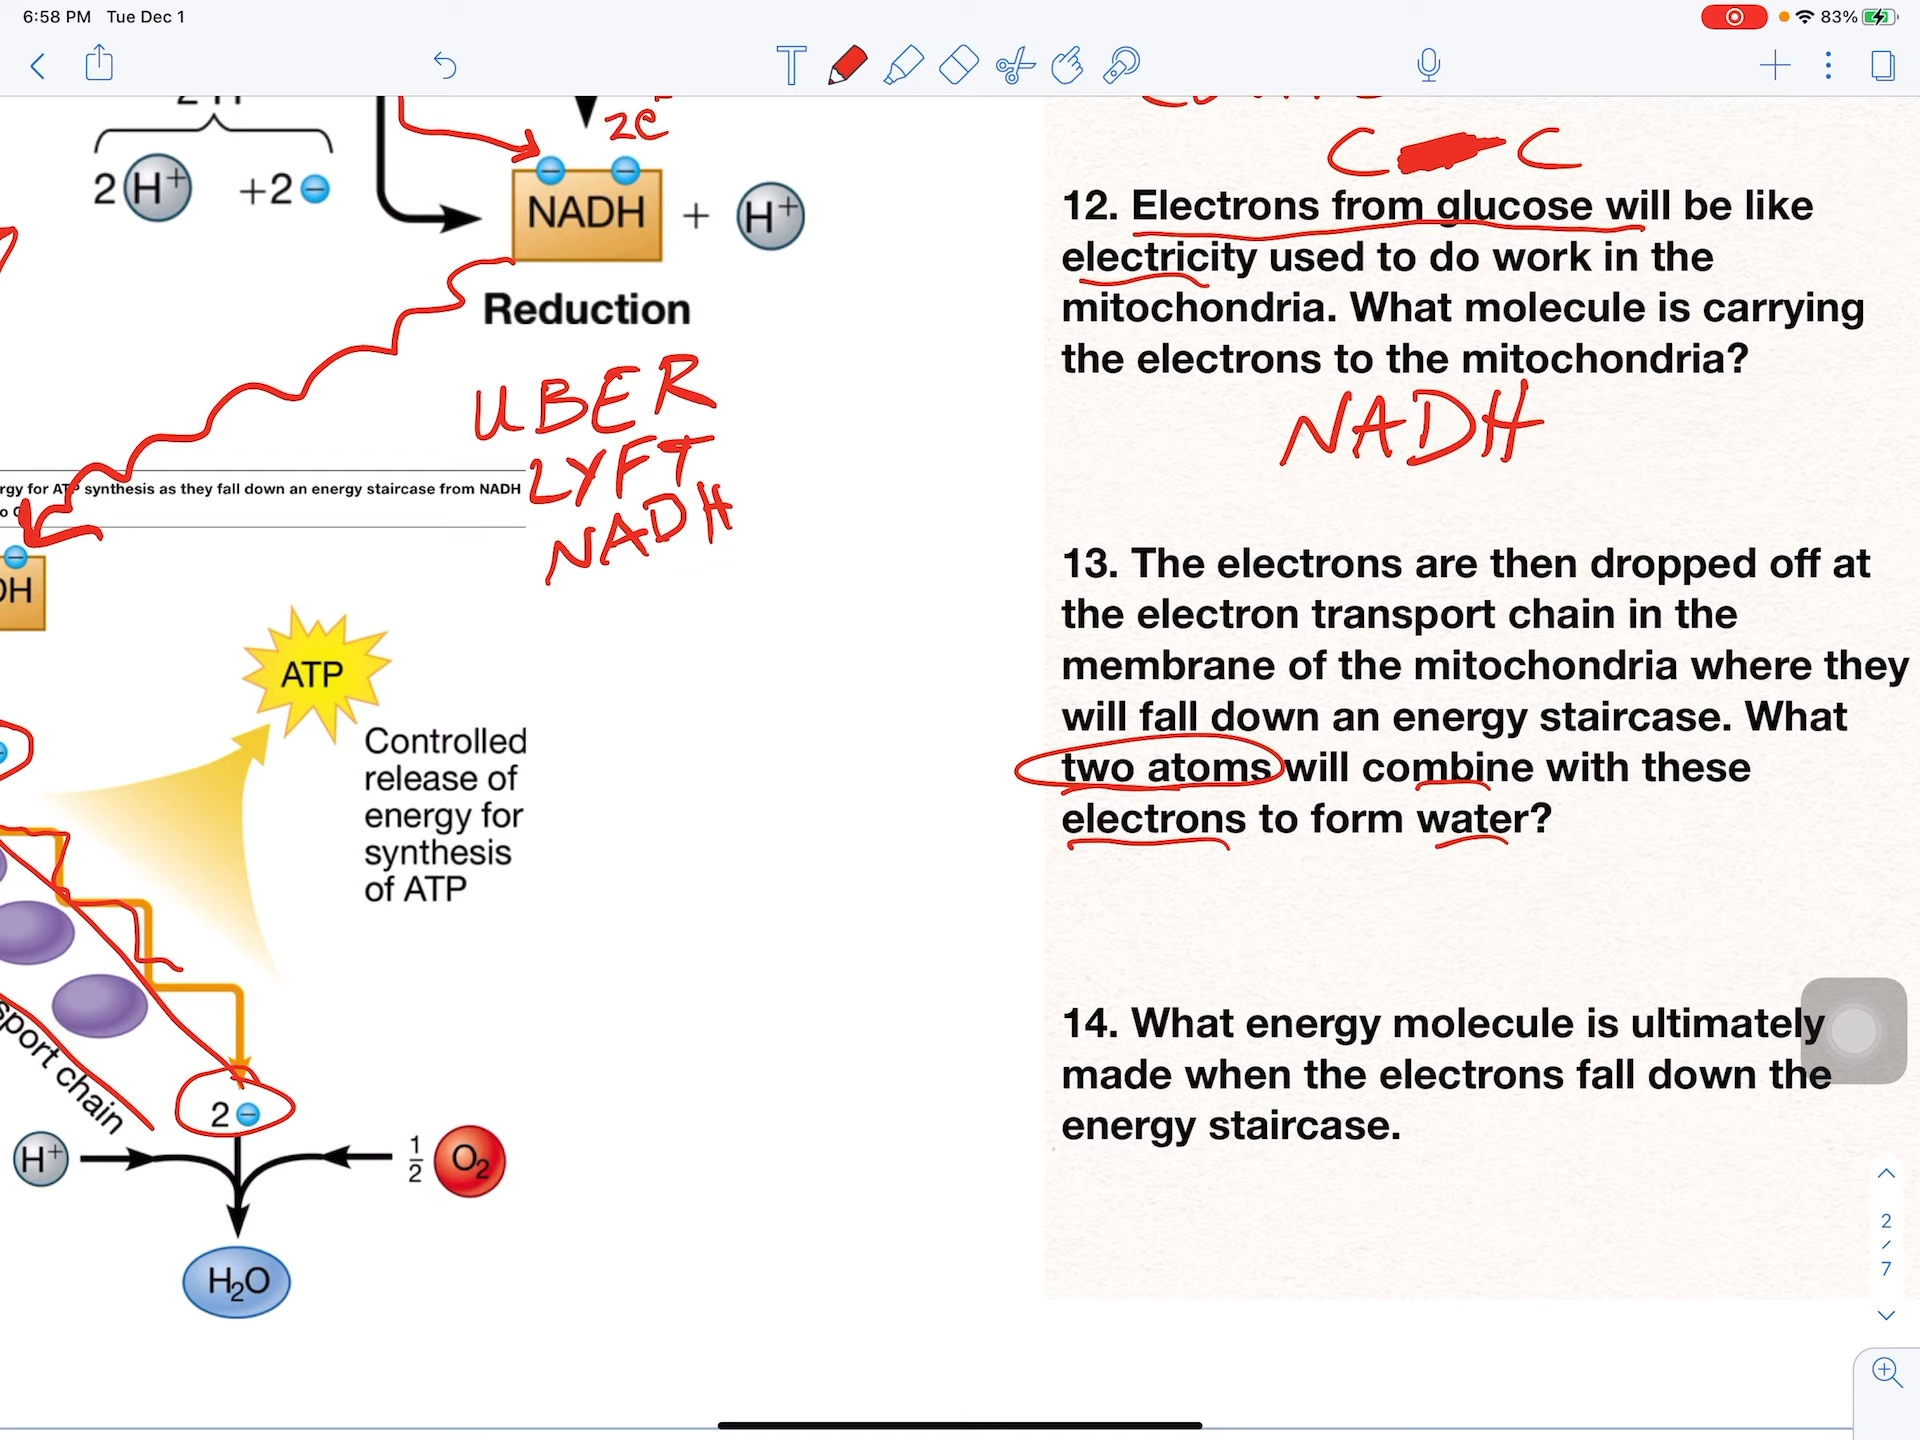 6:58 PM Tue Dec 1
83%
T
2e
2 H+ +2 −
NADH + H+
Reduction
UBER
LYFT
NADH
rgy for ATP synthesis as they fall down an energy staircase from NADH
DH
ATP
Controlled
release of
energy for
synthesis
of ATP
sport chain
2 −
H+
1/2 O2
H2O
C C
12. Electrons from glucose will be like
electricity used to do work in the
mitochondria. What molecule is carrying
the electrons to the mitochondria?
NADH
13. The electrons are then dropped off at
the electron transport chain in the
membrane of the mitochondria where they
will fall down an energy staircase. What
two atoms will combine with these
electrons to form water?
14. What energy molecule is ultimately
made when the electrons fall down the
energy staircase.
2
/
7